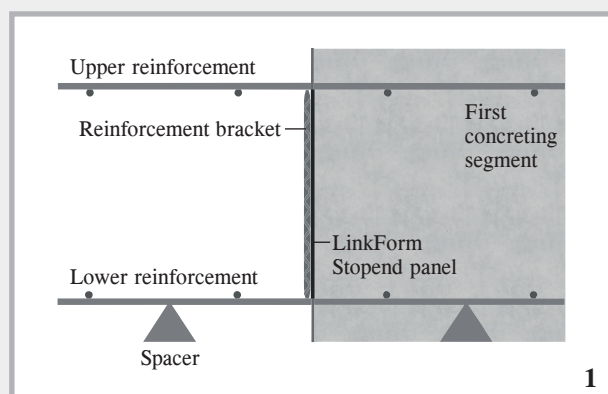 Upper reinforcement
Reinforcement bracket
First
concreting
segment
LinkForm
Stopend panel
Lower reinforcement
Spacer
1